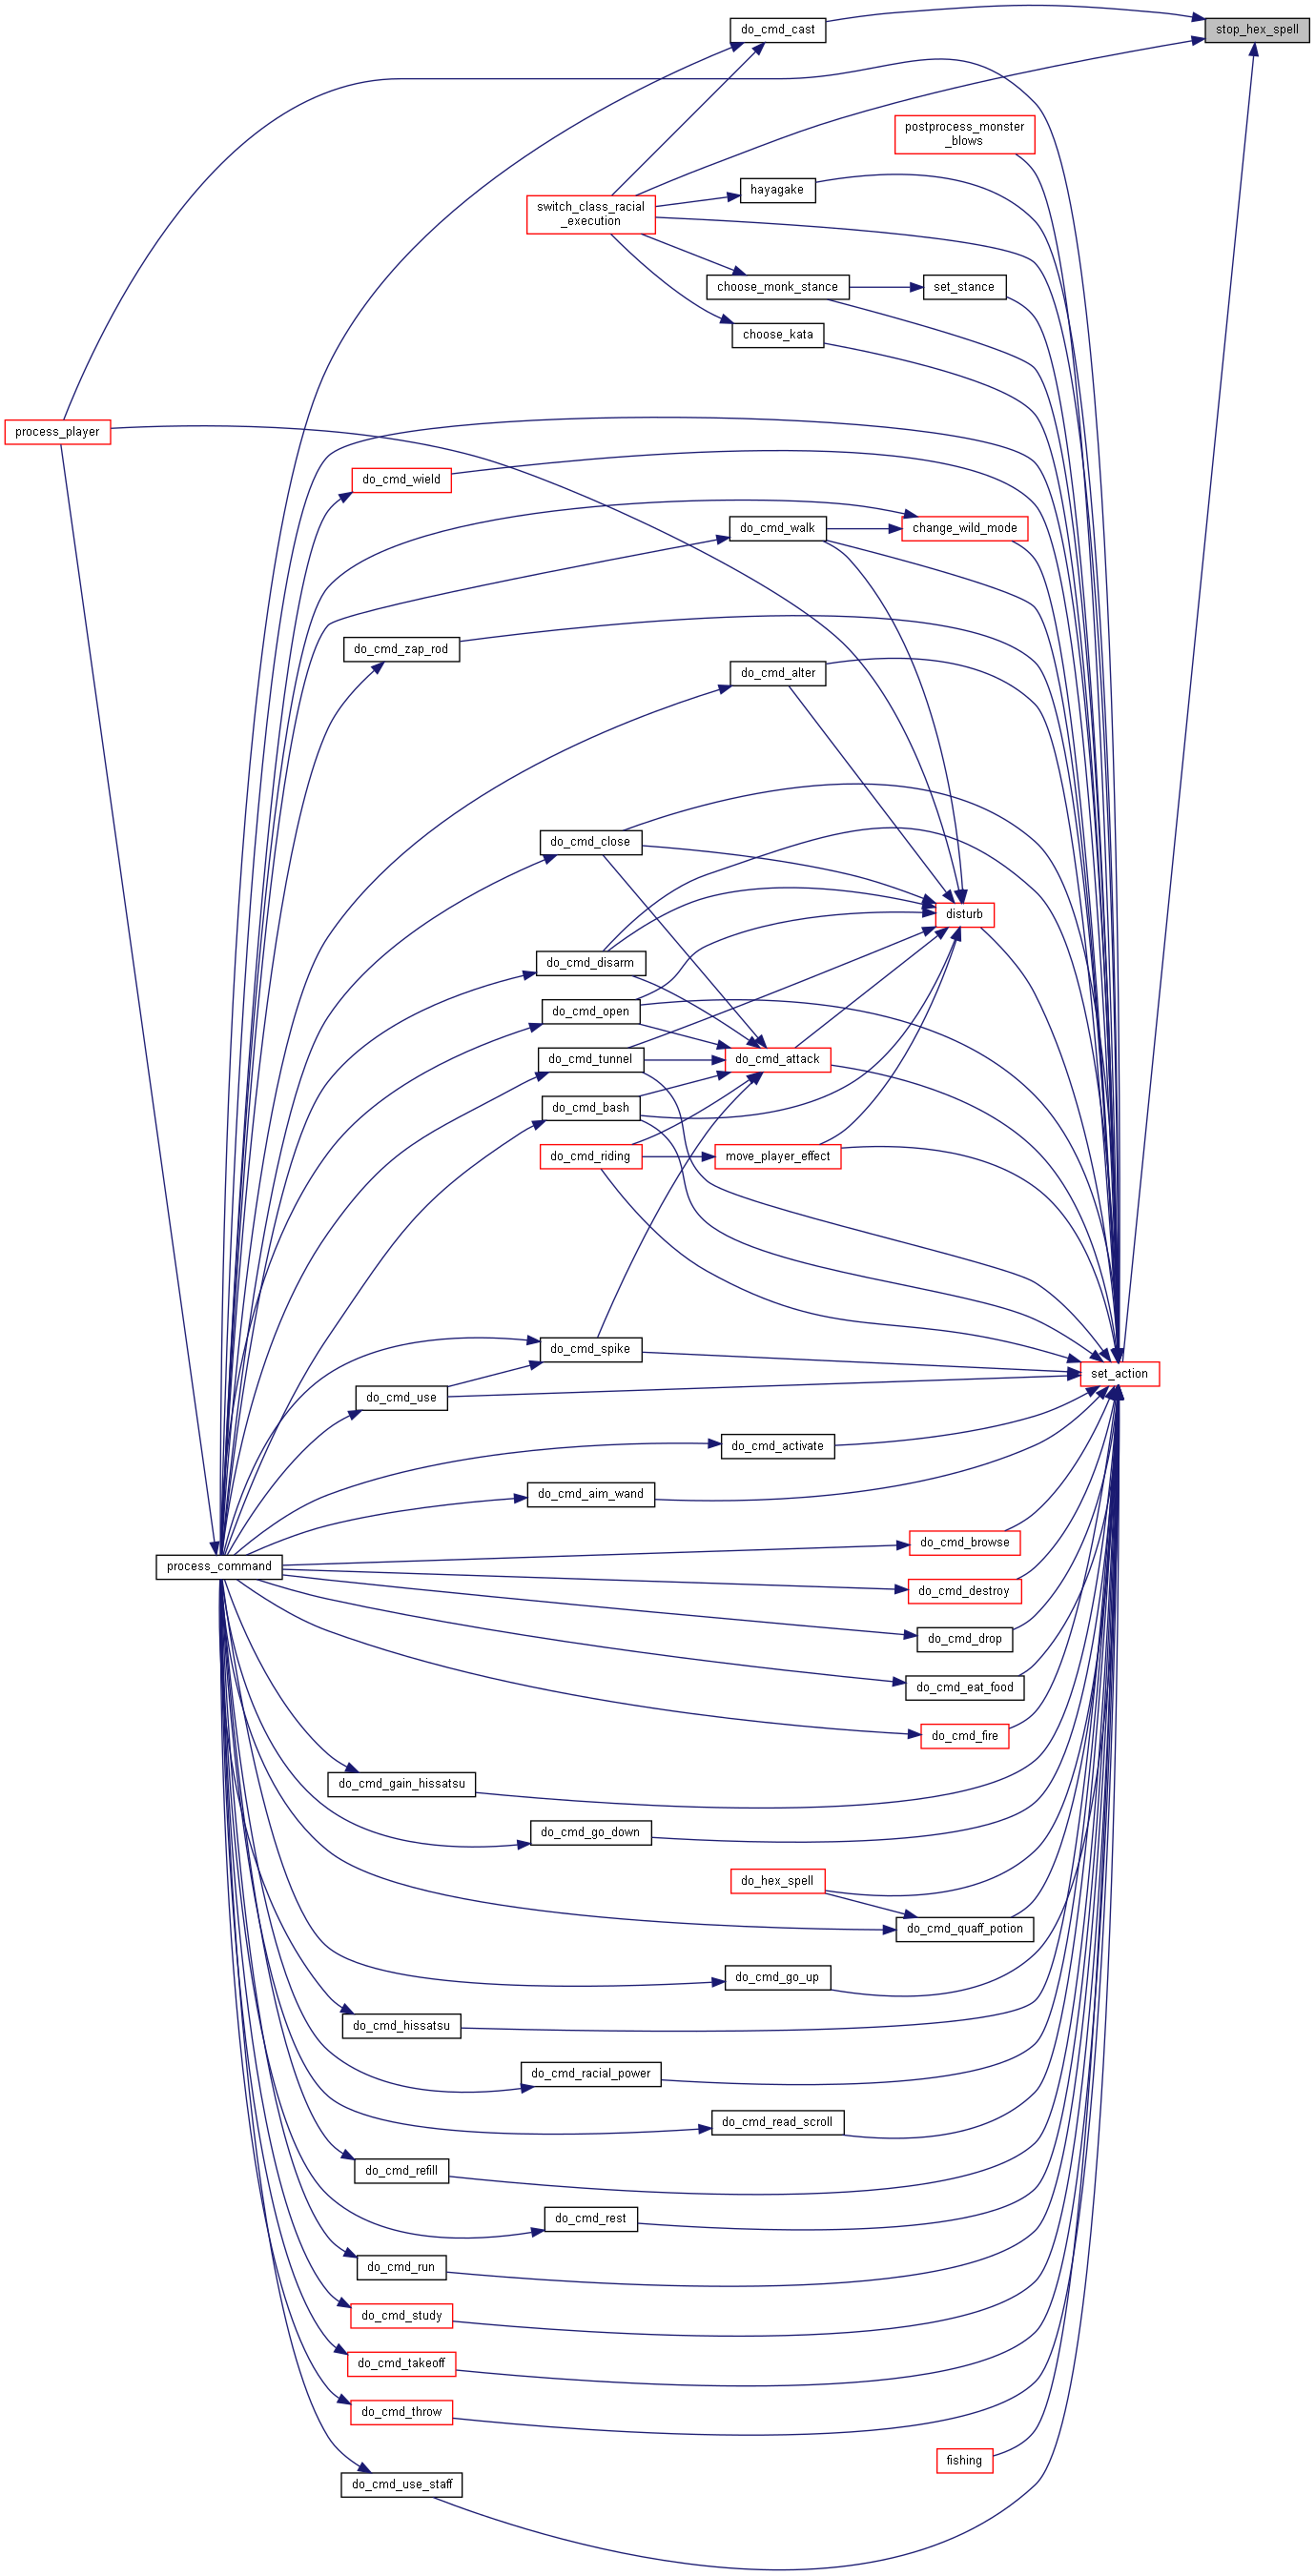 do_cmd_cast
stop_hex_spell
postprocess_monster
_blows
hayagake
switch_class_racial
_execution
choose_monk_stance
set_stance
choose_kata
process_player
do_cmd_wield
do_cmd_walk
change_wild_mode
do_cmd_zap_rod
do_cmd_alter
do_cmd_close
disturb
do_cmd_disarm
do_cmd_open
do_cmd_tunnel
do_cmd_attack
do_cmd_bash
do_cmd_riding
move_player_effect
do_cmd_spike
set_action
do_cmd_use
do_cmd_activate
do_cmd_aim_wand
do_cmd_browse
process_command
do_cmd_destroy
do_cmd_drop
do_cmd_eat_food
do_cmd_fire
do_cmd_gain_hissatsu
do_cmd_go_down
do_hex_spell
do_cmd_quaff_potion
do_cmd_go_up
do_cmd_hissatsu
do_cmd_racial_power
do_cmd_read_scroll
do_cmd_refill
do_cmd_rest
do_cmd_run
do_cmd_study
do_cmd_takeoff
do_cmd_throw
fishing
do_cmd_use_staff